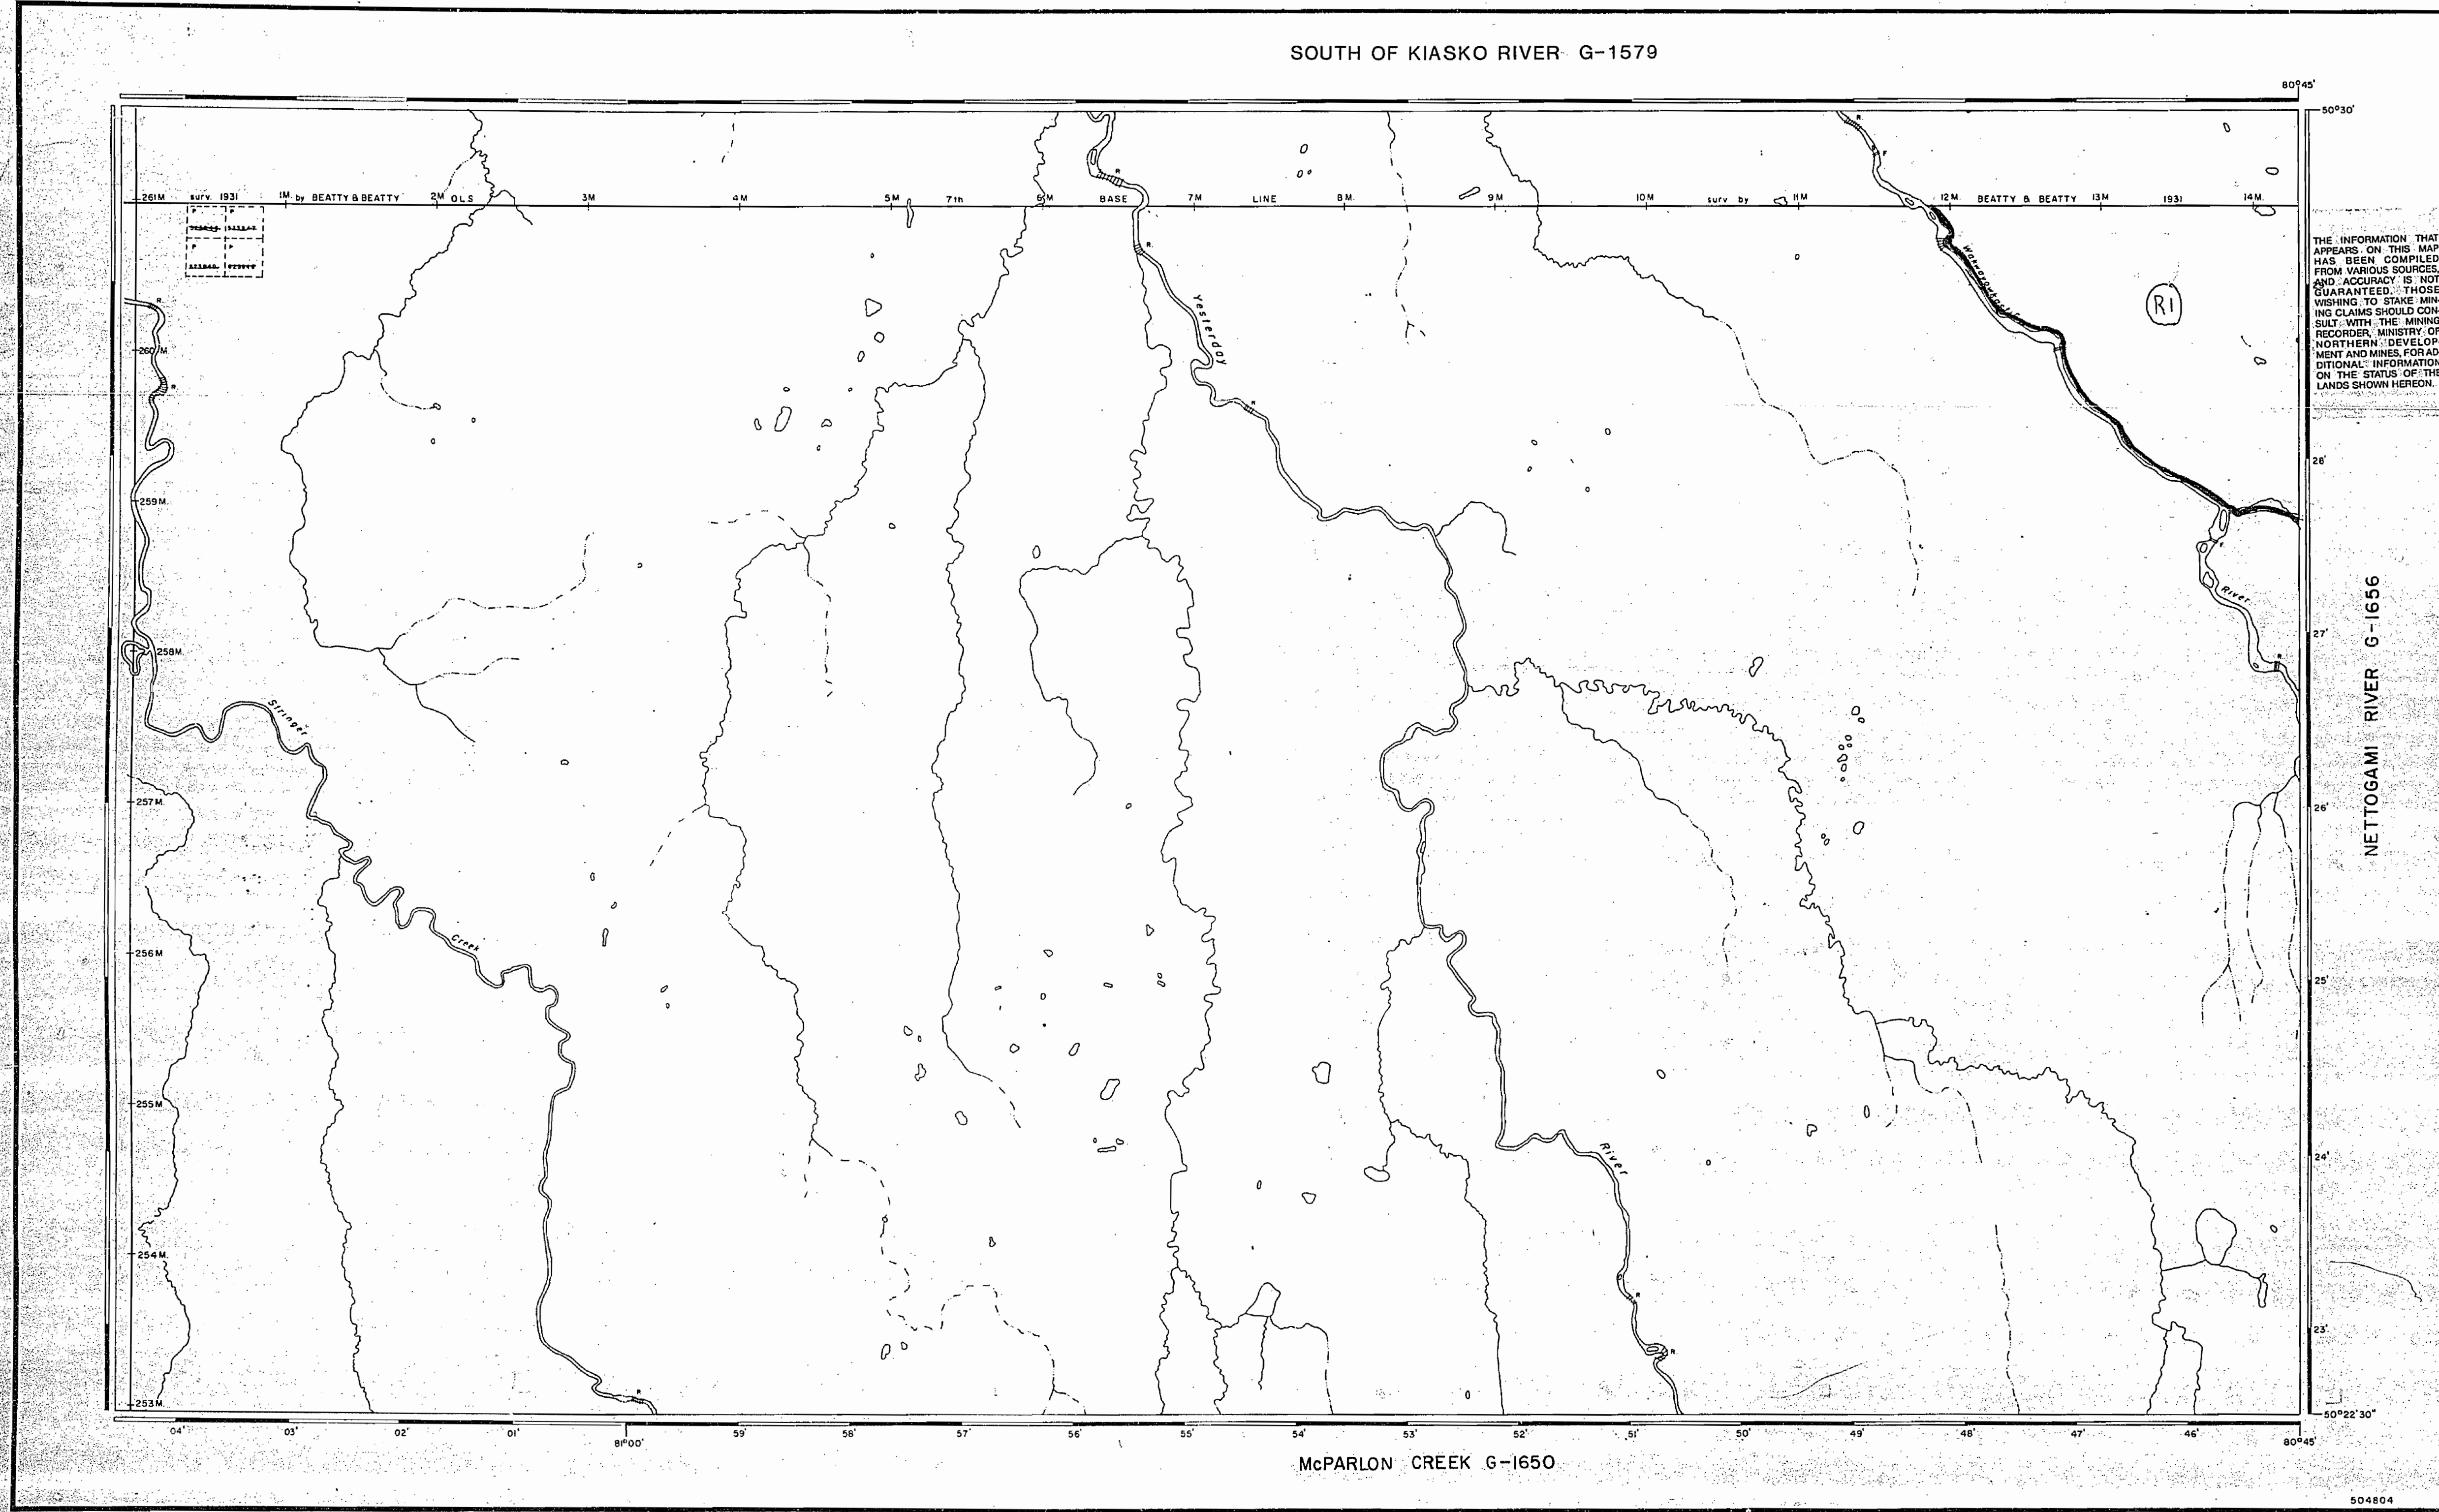 SOUTH OF KIASKO RIVER G-1579
80°45'
50°30'
261M surv. 1931 1M. by BEATTY & BEATTY 2M OLS 3M 4M 5M 7th 6M BASE 7M LINE 8M. 9M 10M surv by 11M 12M. BEATTY & BEATTY 13M 1931 14M.
P P
P P
R.
R
F
R.
R
260 M
R.
R
Yesterday
THE INFORMATION THAT
APPEARS ON THIS MAP
HAS BEEN COMPILED
FROM VARIOUS SOURCES,
AND ACCURACY IS NOT
GUARANTEED. THOSE
WISHING TO STAKE MIN-
ING CLAIMS SHOULD CON-
SULT WITH THE MINING
RECORDER, MINISTRY OF
NORTHERN DEVELOP-
MENT AND MINES, FOR AD
DITIONAL INFORMATION
ON THE STATUS OF THE
LANDS SHOWN HEREON.
29'
R1
28'
259M.
F.
River
27'
258M.
R
Stringer
NETTOGAMI RIVER G-1656
257M.
26'
Creek
256M
25'
255M
River
24'
254M.
R
23'
R.
253M.
R
50°22'30"
04' 03' 02' 01' 81°00' 59' 58' 57' 56' 55' 54' 53' 52' 51' 50' 49' 48' 47' 46' 80°45'
McPARLON CREEK G-1650
504804